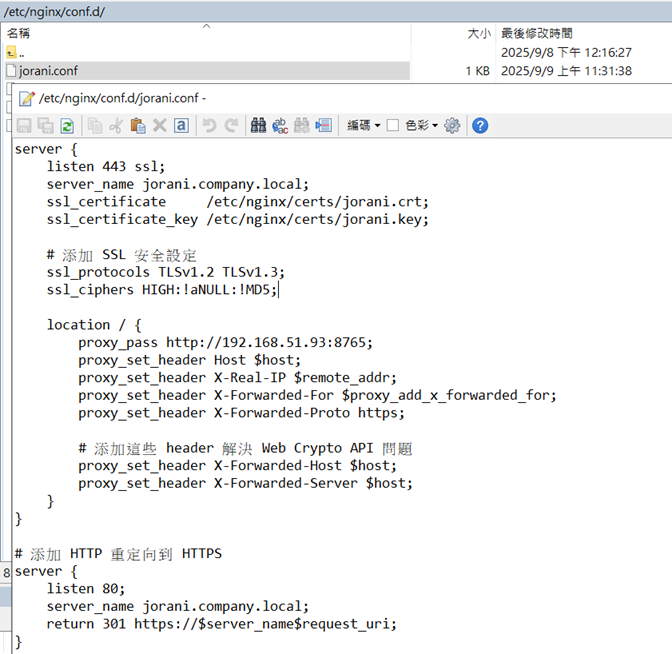 /etc/nginx/conf.d/
名稱 大小 最後修改時間
.. 2025/9/8 下午 12:16:27
jorani.conf 1 KB 2025/9/9 上午 11:31:38
/etc/nginx/conf.d/jorani.conf -
編碼 色彩
server {
    listen 443 ssl;
    server_name jorani.company.local;
    ssl_certificate     /etc/nginx/certs/jorani.crt;
    ssl_certificate_key /etc/nginx/certs/jorani.key;

    # 添加 SSL 安全設定
    ssl_protocols TLSv1.2 TLSv1.3;
    ssl_ciphers HIGH:!aNULL:!MD5;

    location / {
        proxy_pass http://192.168.51.93:8765;
        proxy_set_header Host $host;
        proxy_set_header X-Real-IP $remote_addr;
        proxy_set_header X-Forwarded-For $proxy_add_x_forwarded_for;
        proxy_set_header X-Forwarded-Proto https;

        # 添加這些 header 解決 Web Crypto API 問題
        proxy_set_header X-Forwarded-Host $host;
        proxy_set_header X-Forwarded-Server $host;
    }
}

# 添加 HTTP 重定向到 HTTPS
8
server {
    listen 80;
    server_name jorani.company.local;
    return 301 https://$server_name$request_uri;
}